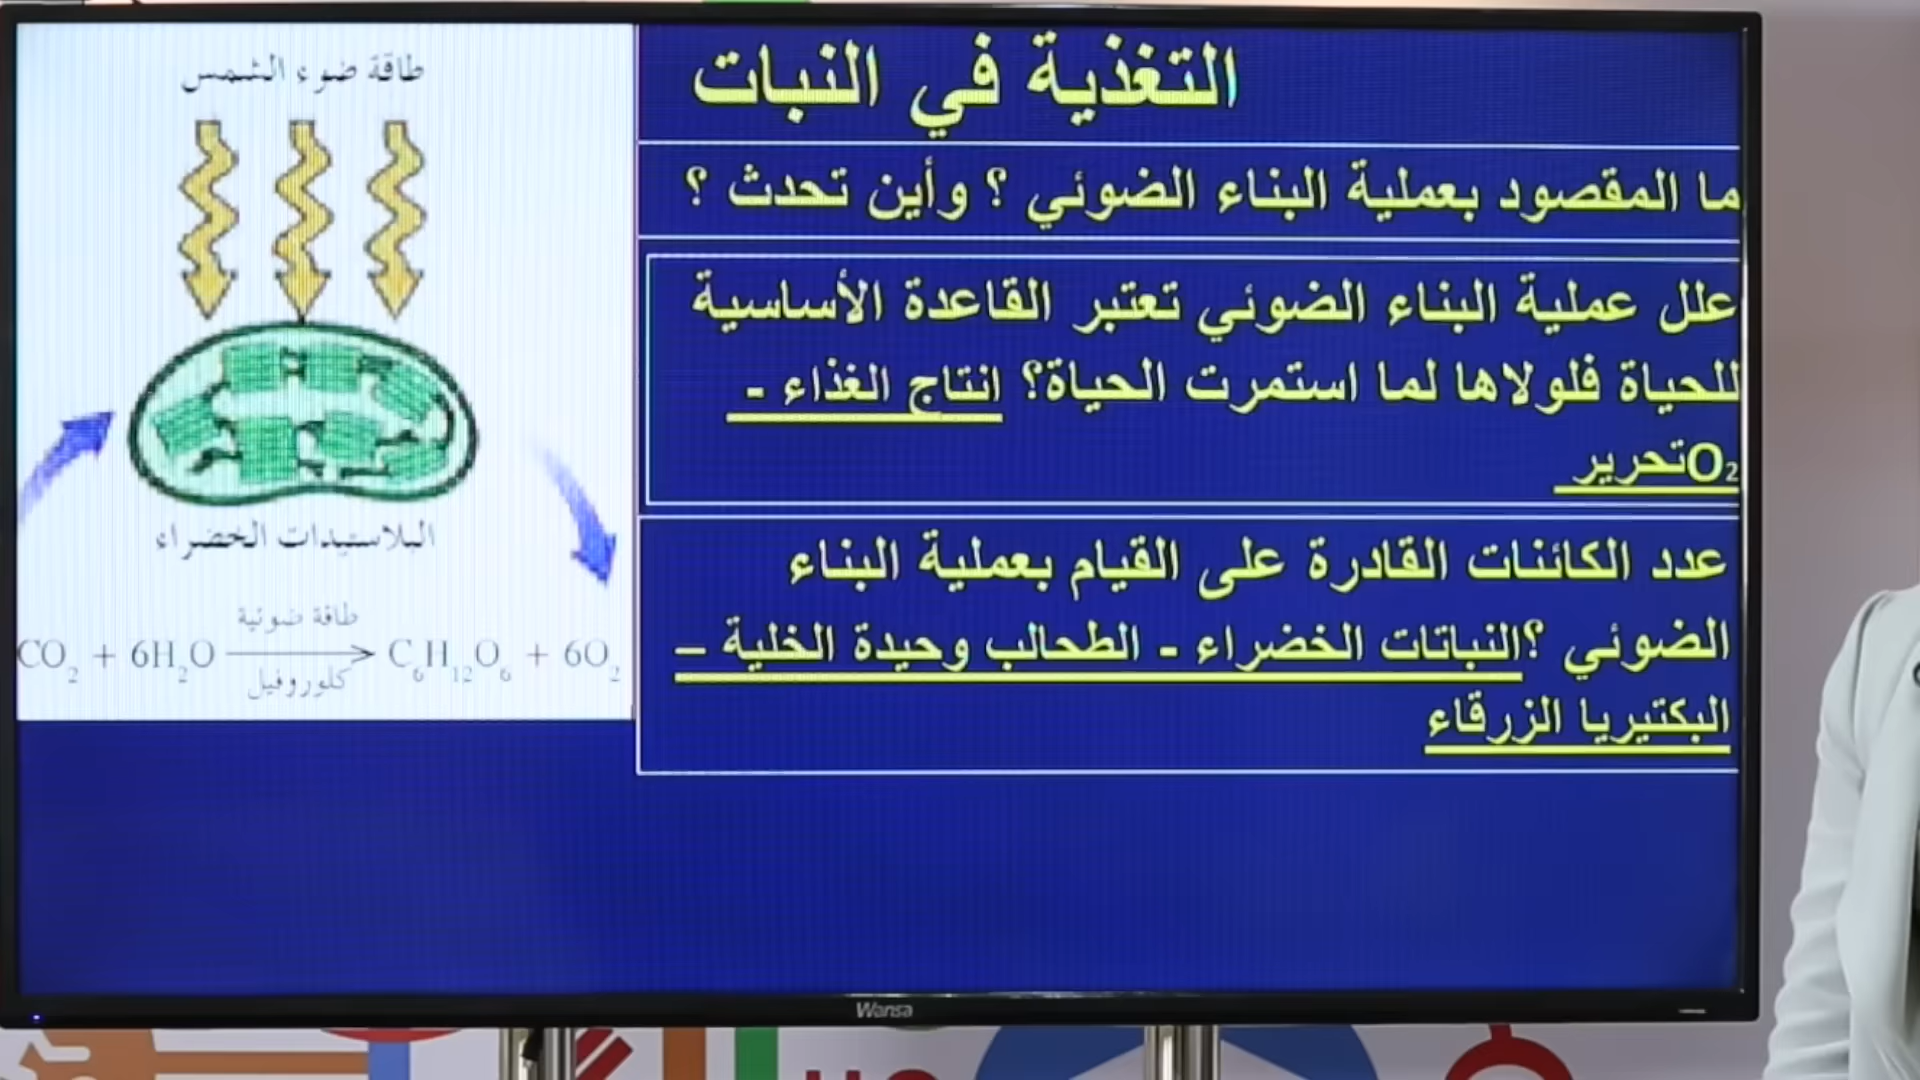 التغذية في النبات
ما المقصود بعملية البناء الضوئي ؟ وأين تحدث ؟
علل عملية البناء الضوئي تعتبر القاعدة الأساسية
للحياة فلولاها لما استمرت الحياة؟ انتاج الغذاء -
تحرير O₂
عدد الكائنات القادرة على القيام بعملية البناء
الضوئي ؟النباتات الخضراء - الطحالب وحيدة الخلية –
البكتيريا الزرقاء
طاقة ضوء الشمس
البلاستيدات الخضراء
طاقة ضوئية
CO₂ + 6H₂O → C₆H₁₂O₆ + 6O₂
كلوروفيل
Wansa